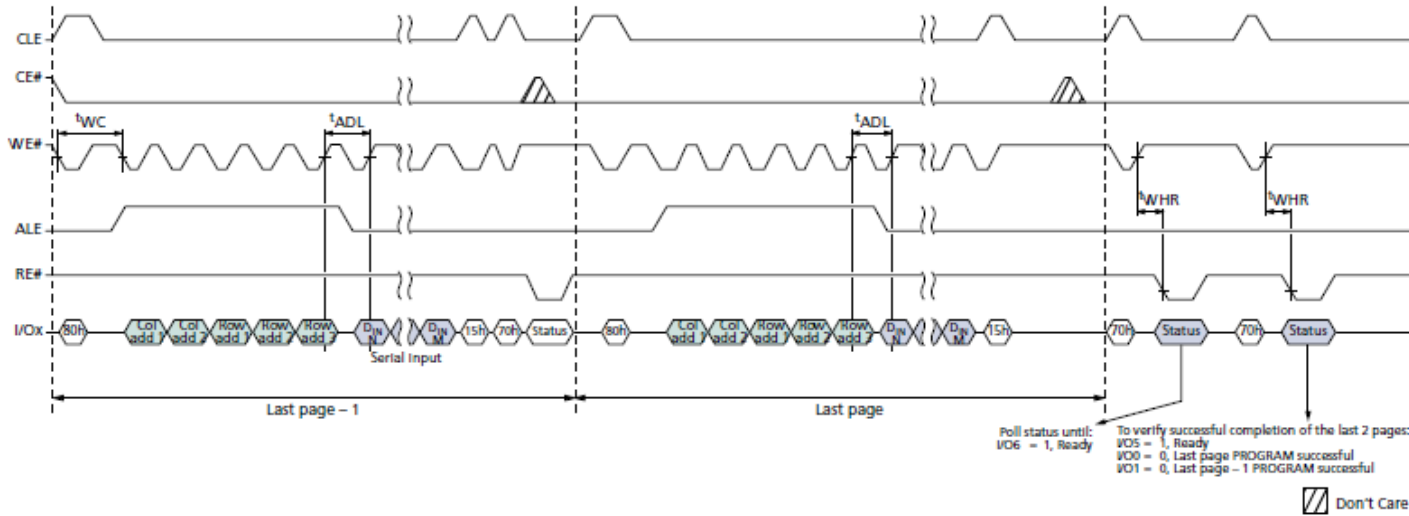 CLE
CE#
tWC
tADL
tADL
WE#
tWHR
tWHR
ALE
RE#
I/Ox
80h
Col add 1
Col add 2
Row add 1
Row add 2
Row add 3
DIN N
DIN M
15h
70h
Status
80h
Col add 1
Col add 2
Row add 1
Row add 2
Row add 3
DIN N
DIN M
15h
70h
Status
70h
Status
Serial input
Last page – 1
Last page
Poll status until:
I/O6 = 1, Ready
To verify successful completion of the last 2 pages:
I/O5 = 1, Ready
I/O0 = 0, Last page PROGRAM successful
I/O1 = 0, Last page – 1 PROGRAM successful
Don't Care